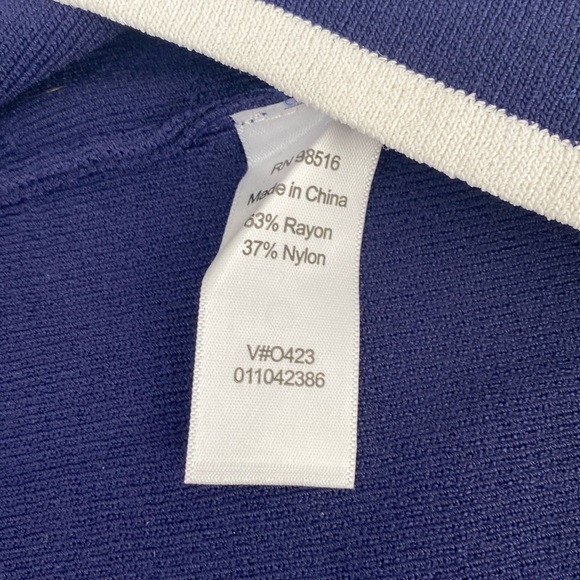 RN 98516
Made in China
63% Rayon
37% Nylon
V#O423
011042386